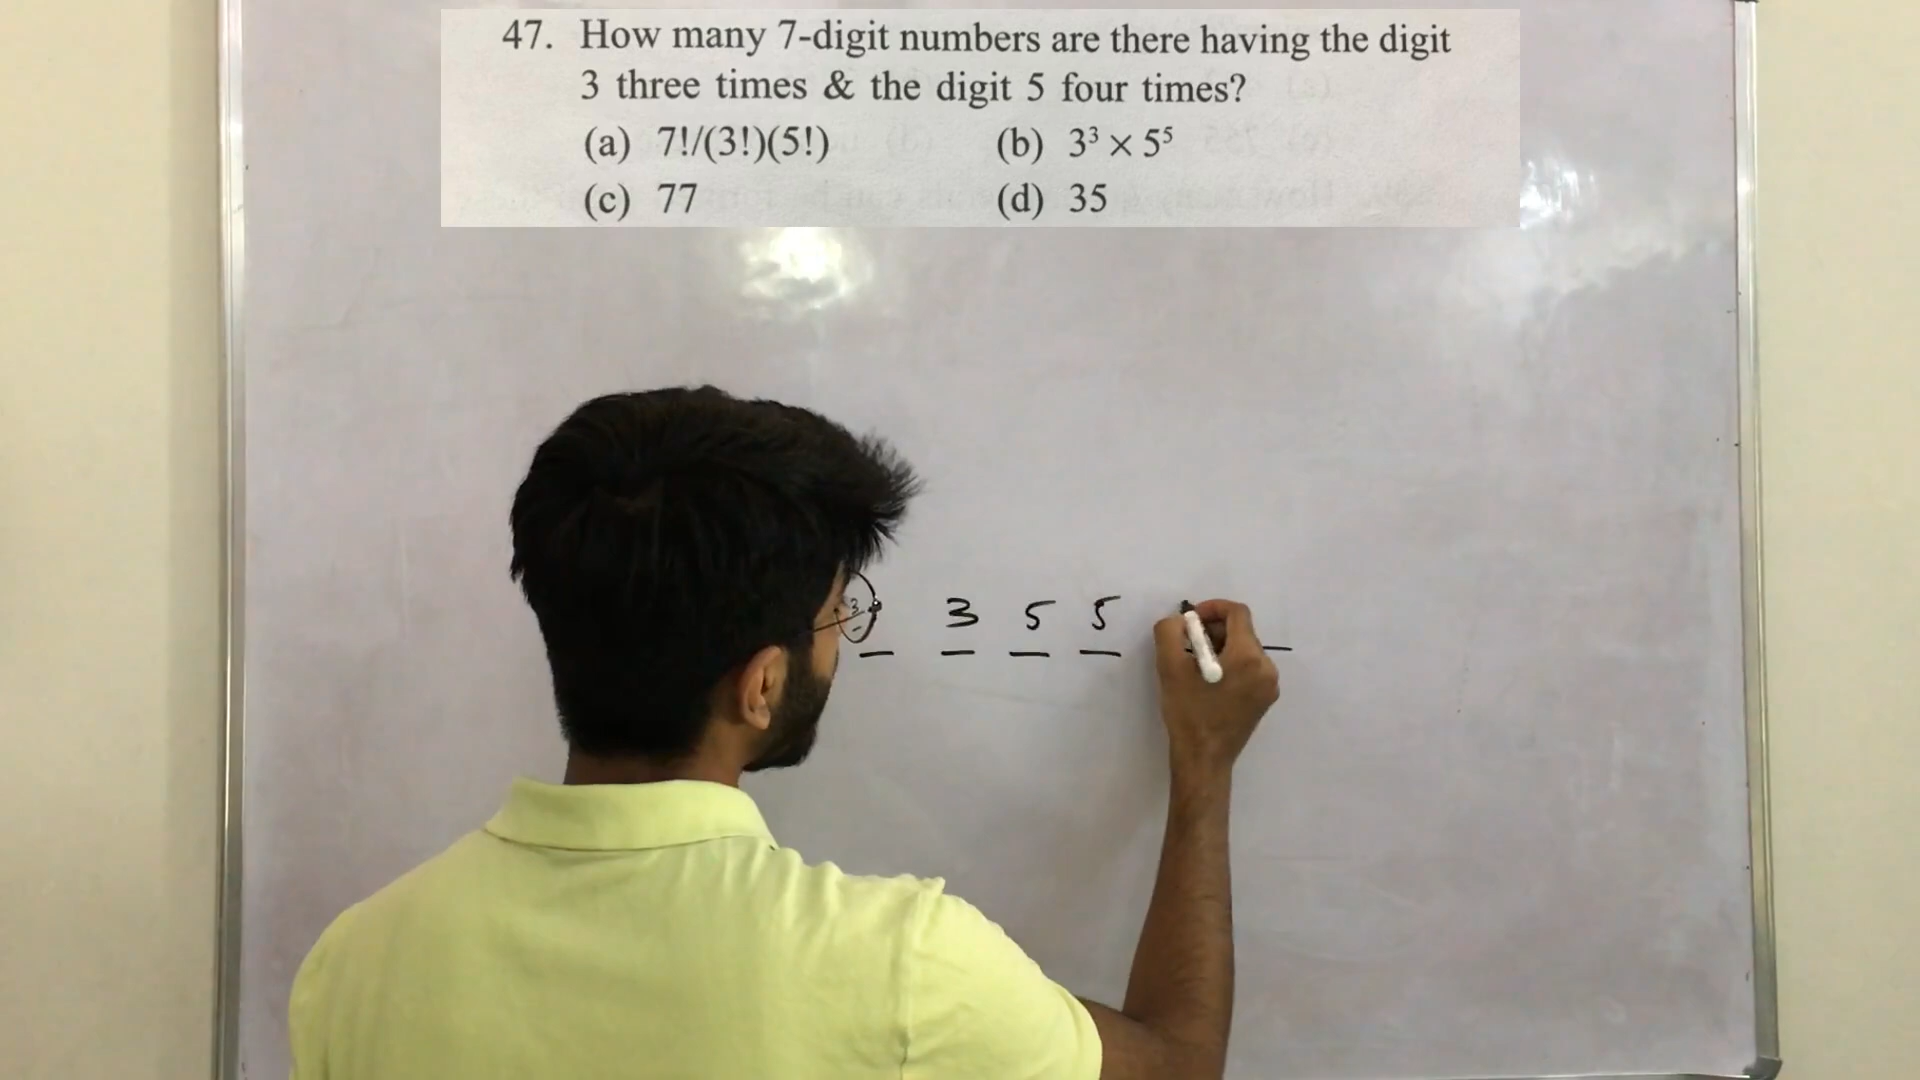 47. How many 7-digit numbers are there having the digit
3 three times & the digit 5 four times?
(a) 7!/(3!)(5!) (b) 3³ × 5⁵
(c) 77 (d) 35
3 3 5 5